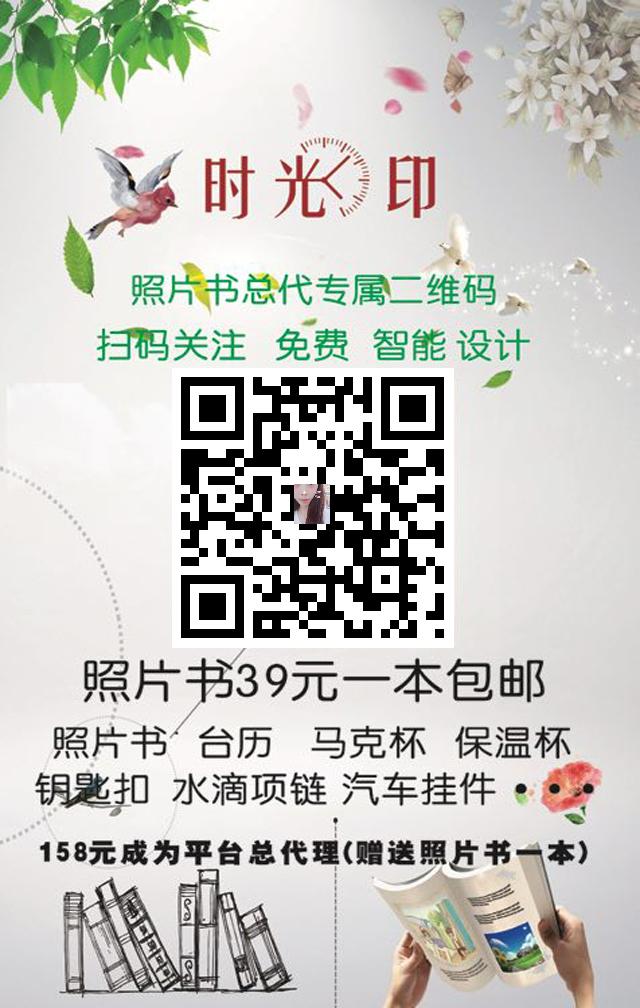 时光印
照片书总代专属二维码
扫码关注 免费 智能 设计
照片书39元一本包邮
照片书 台历 马克杯 保温杯
钥匙扣 水滴项链 汽车挂件
158元成为平台总代理(赠送照片书一本)